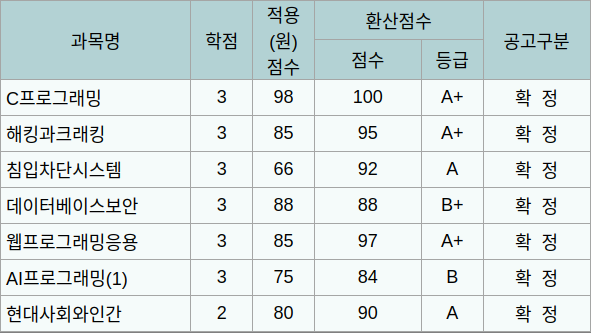 과목명 학점 적용(원)점수 환산점수 공고구분
점수 등급
C프로그래밍 3 98 100 A+ 확 정
해킹과크래킹 3 85 95 A+ 확 정
침입차단시스템 3 66 92 A 확 정
데이터베이스보안 3 88 88 B+ 확 정
웹프로그래밍응용 3 85 97 A+ 확 정
AI프로그래밍(1) 3 75 84 B 확 정
현대사회와인간 2 80 90 A 확 정